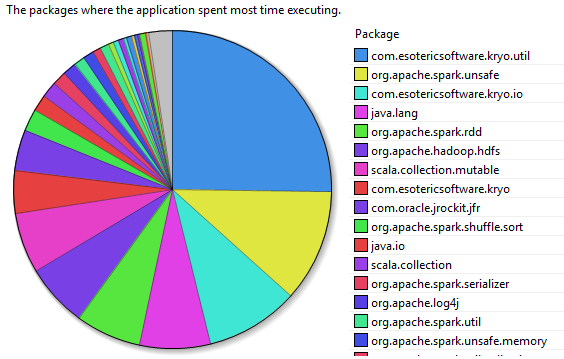 The packages where the application spent most time executing.
Package
com.esotericsoftware.kryo.util
org.apache.spark.unsafe
com.esotericsoftware.kryo.io
java.lang
org.apache.spark.rdd
org.apache.hadoop.hdfs
scala.collection.mutable
com.esotericsoftware.kryo
com.oracle.jrockit.jfr
org.apache.spark.shuffle.sort
java.io
scala.collection
org.apache.spark.serializer
org.apache.log4j
org.apache.spark.util
org.apache.spark.unsafe.memory